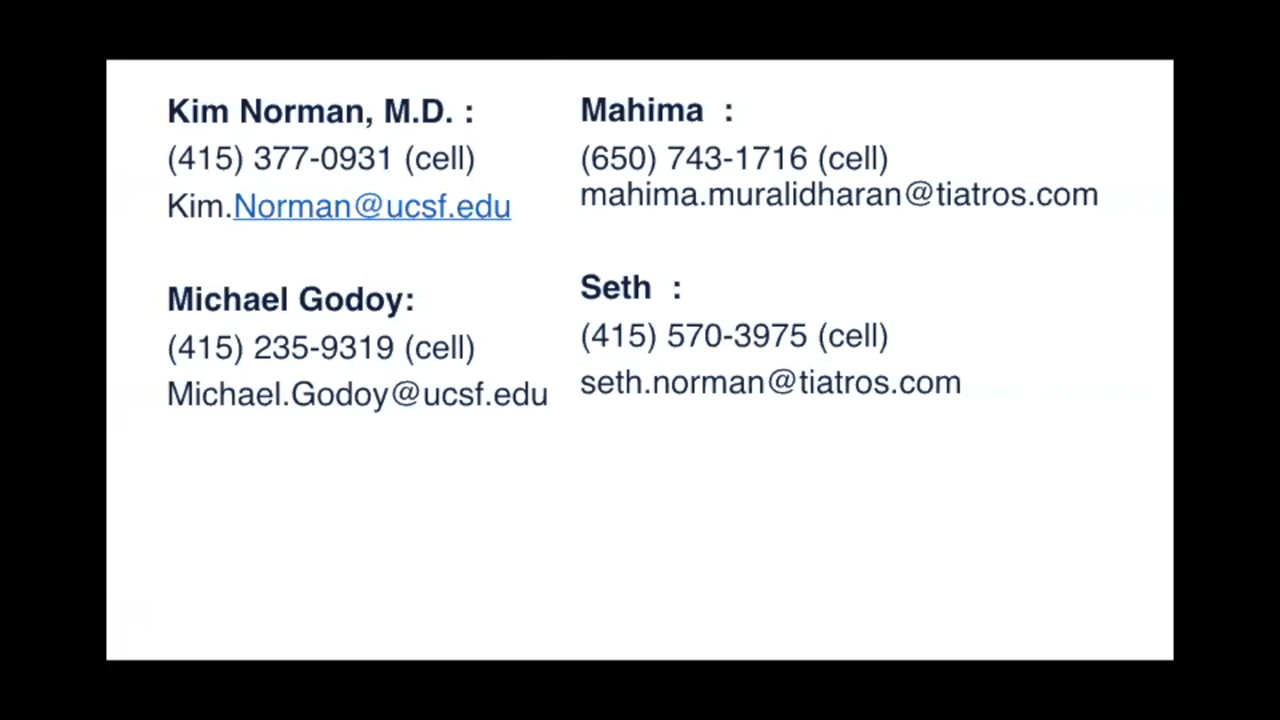 Kim Norman, M.D. :
(415) 377-0931 (cell)
Kim.Norman@ucsf.edu
Michael Godoy:
(415) 235-9319 (cell)
Michael.Godoy@ucsf.edu
Mahima :
(650) 743-1716 (cell)
mahima.muralidharan@tiatros.com
Seth :
(415) 570-3975 (cell)
seth.norman@tiatros.com